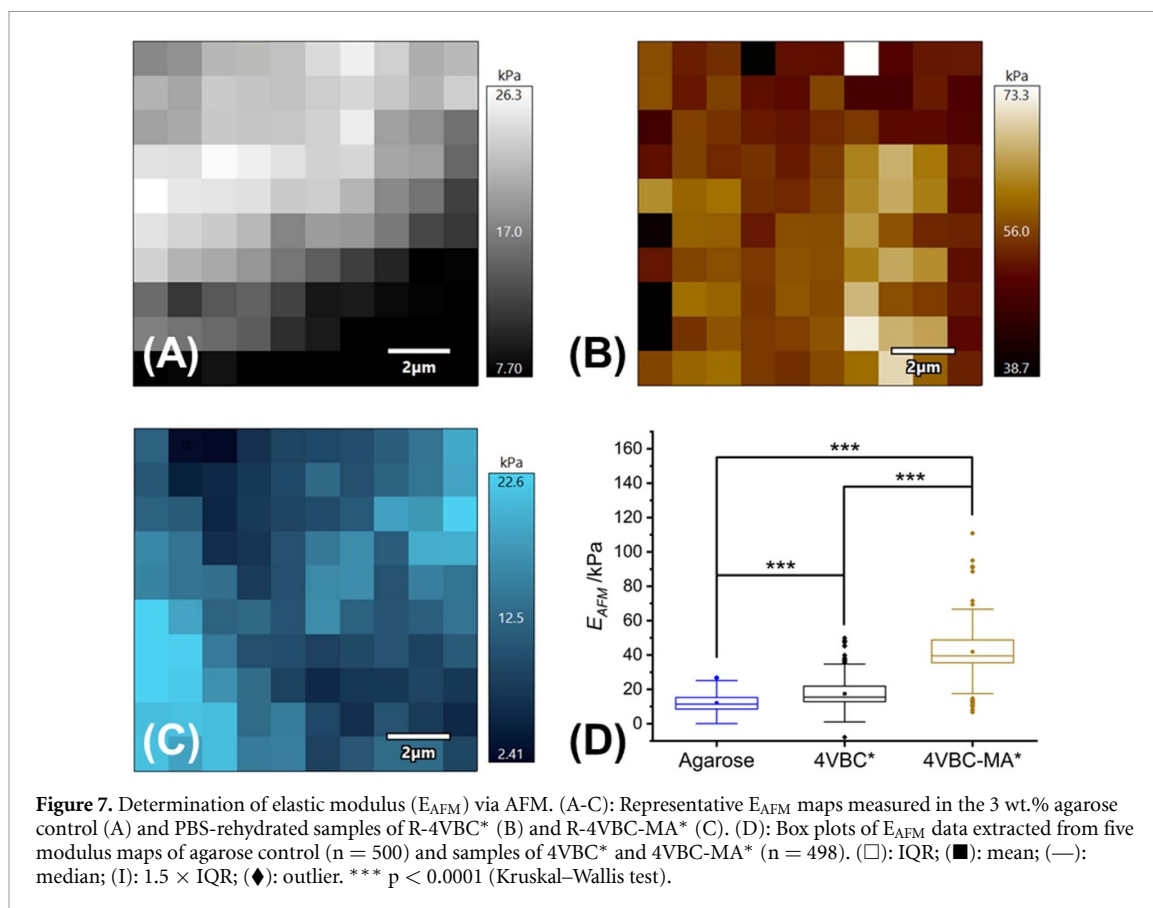 kPa
26.3
17.0
7.70
(A)
2µm
kPa
73.3
56.0
38.7
(B)
2µm
kPa
22.6
12.5
2.41
(C)
2µm
160
140
120
100
80
60
40
20
0
E_AFM /kPa
***
***
***
(D)
Agarose
4VBC*
4VBC-MA*
Figure 7. Determination of elastic modulus (E_AFM) via AFM. (A-C): Representative E_AFM maps measured in the 3 wt.% agarose
control (A) and PBS-rehydrated samples of R-4VBC* (B) and R-4VBC-MA* (C). (D): Box plots of E_AFM data extracted from five
modulus maps of agarose control (n = 500) and samples of 4VBC* and 4VBC-MA* (n = 498). (□): IQR; (■): mean; (—):
median; (I): 1.5 × IQR; (♦): outlier. *** p < 0.0001 (Kruskal–Wallis test).